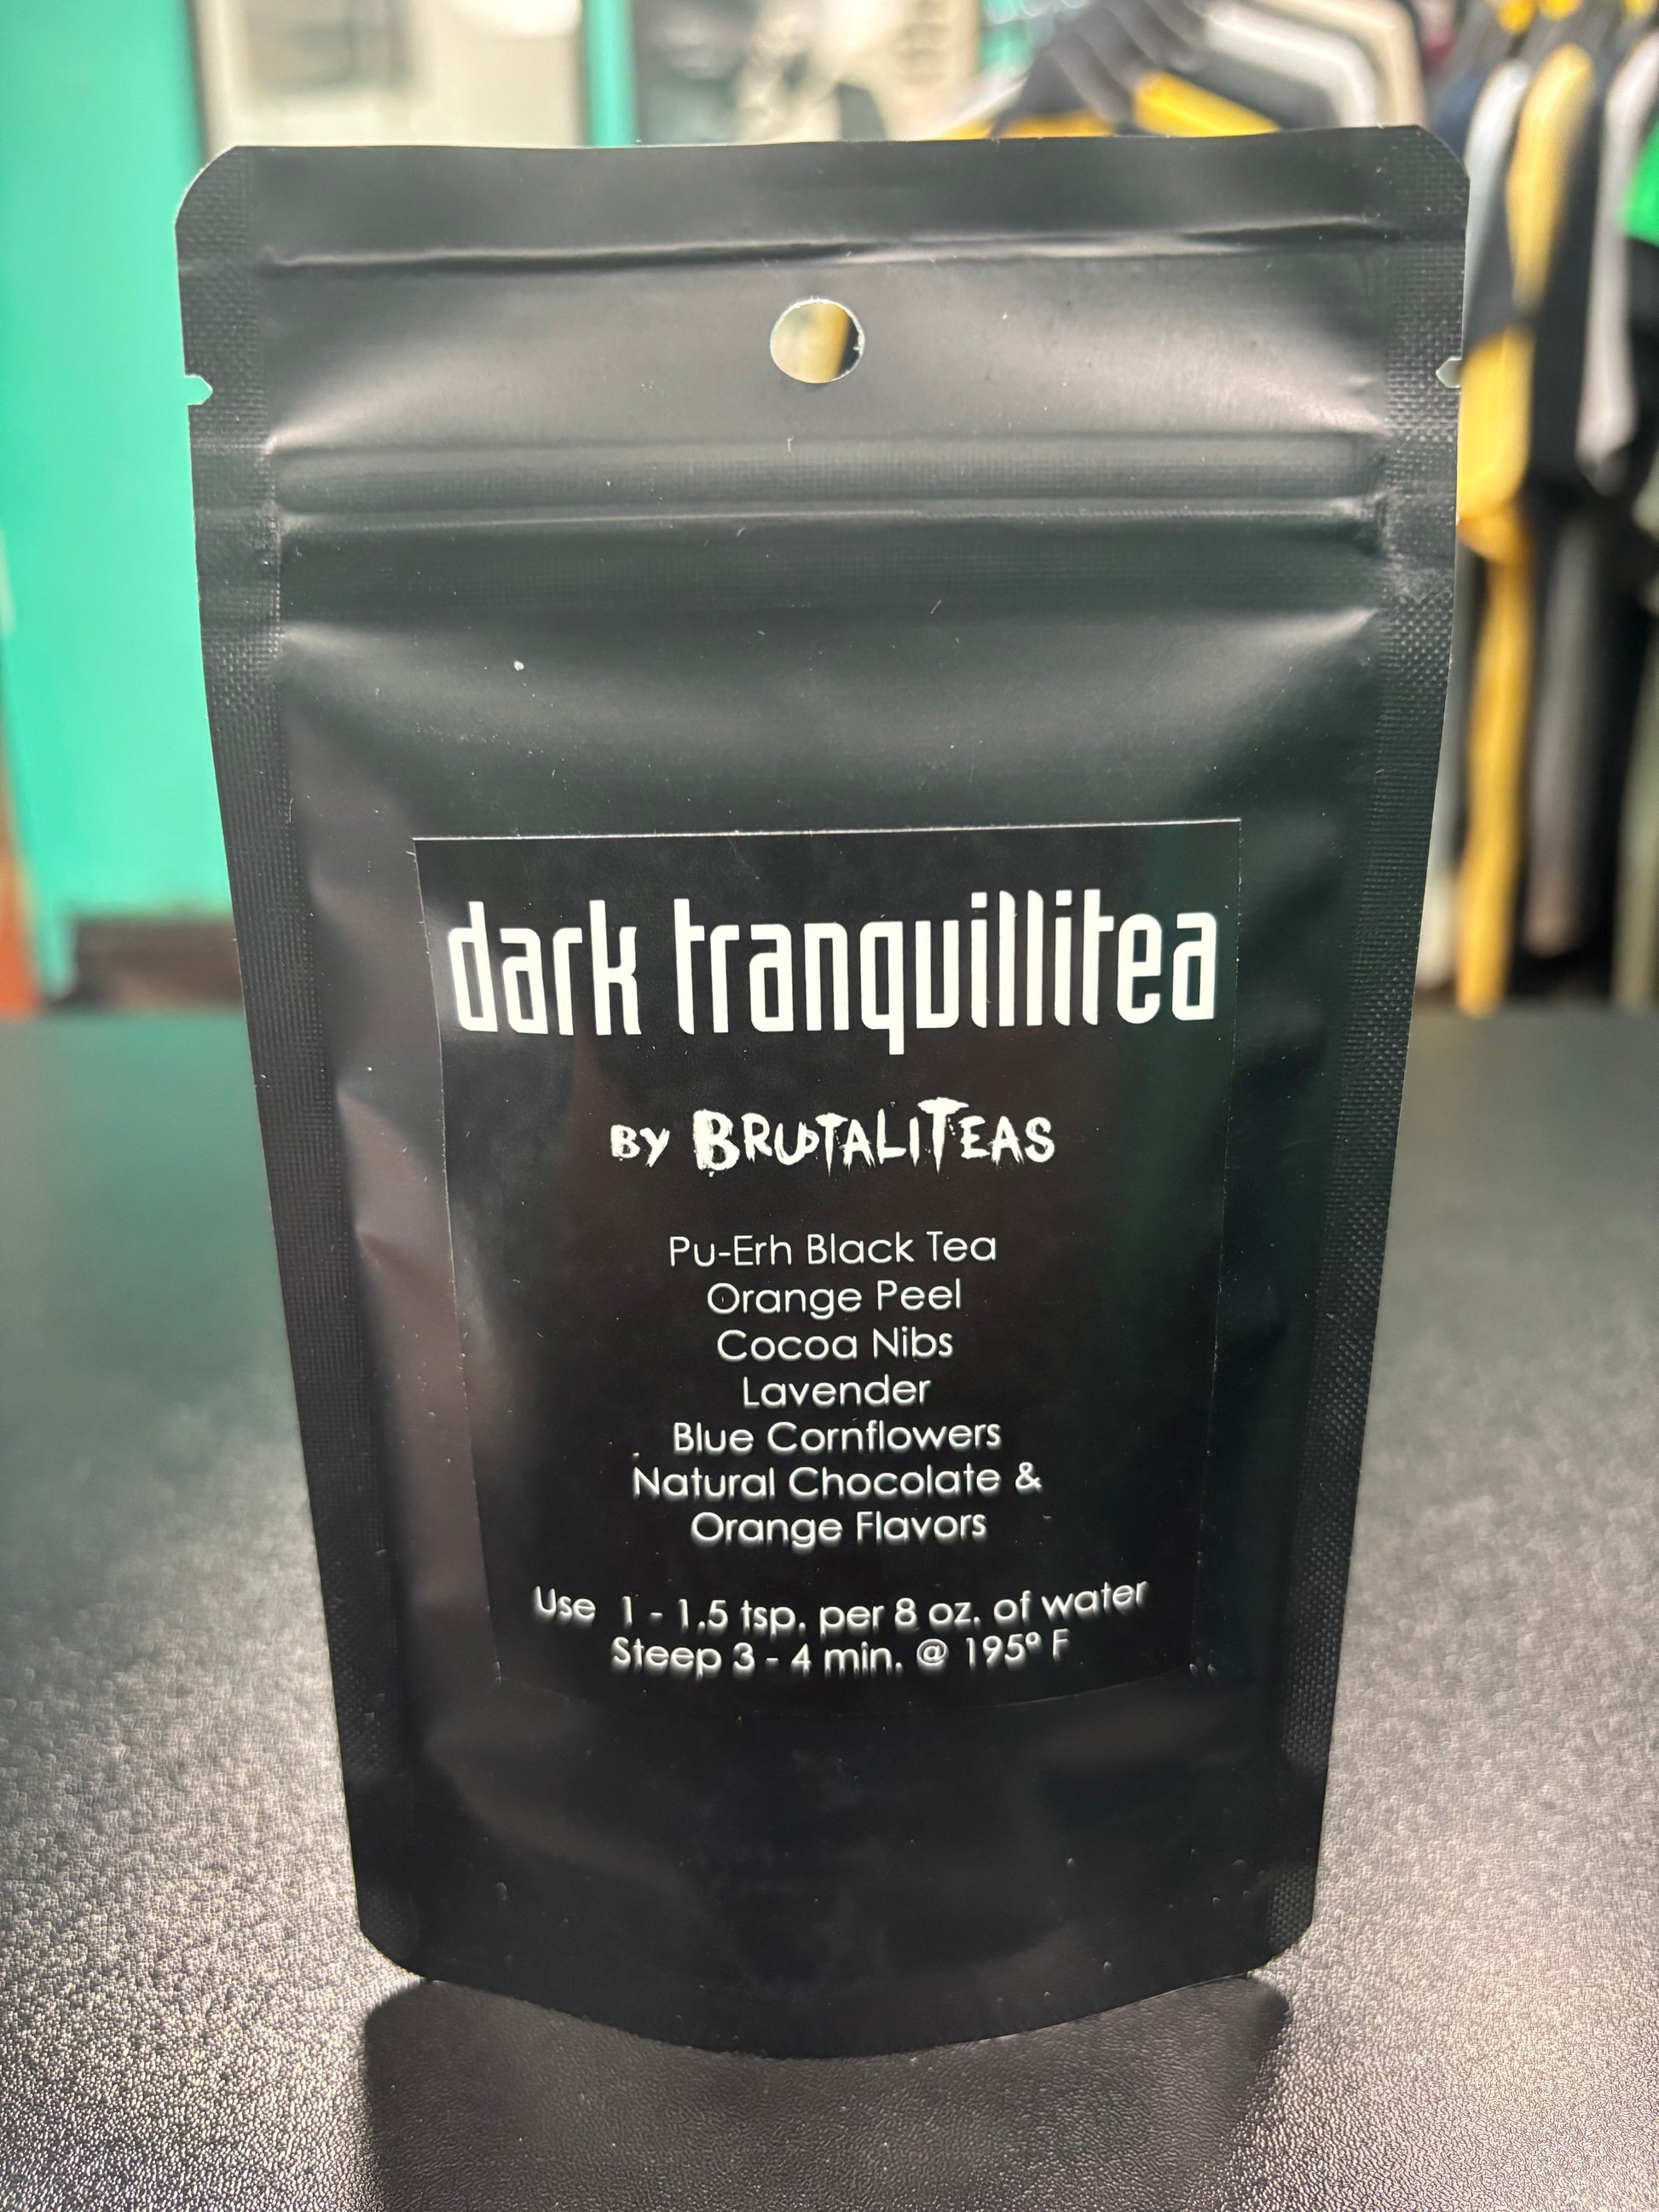 dark tranquillitea
BY BRUTALITEAS
Pu-Erh Black Tea
Orange Peel
Cocoa Nibs
Lavender
Blue Cornflowers
Natural Chocolate &
Orange Flavors
Use 1 - 1.5 tsp. per 8 oz. of water
Steep 3 - 4 min. @ 195º F